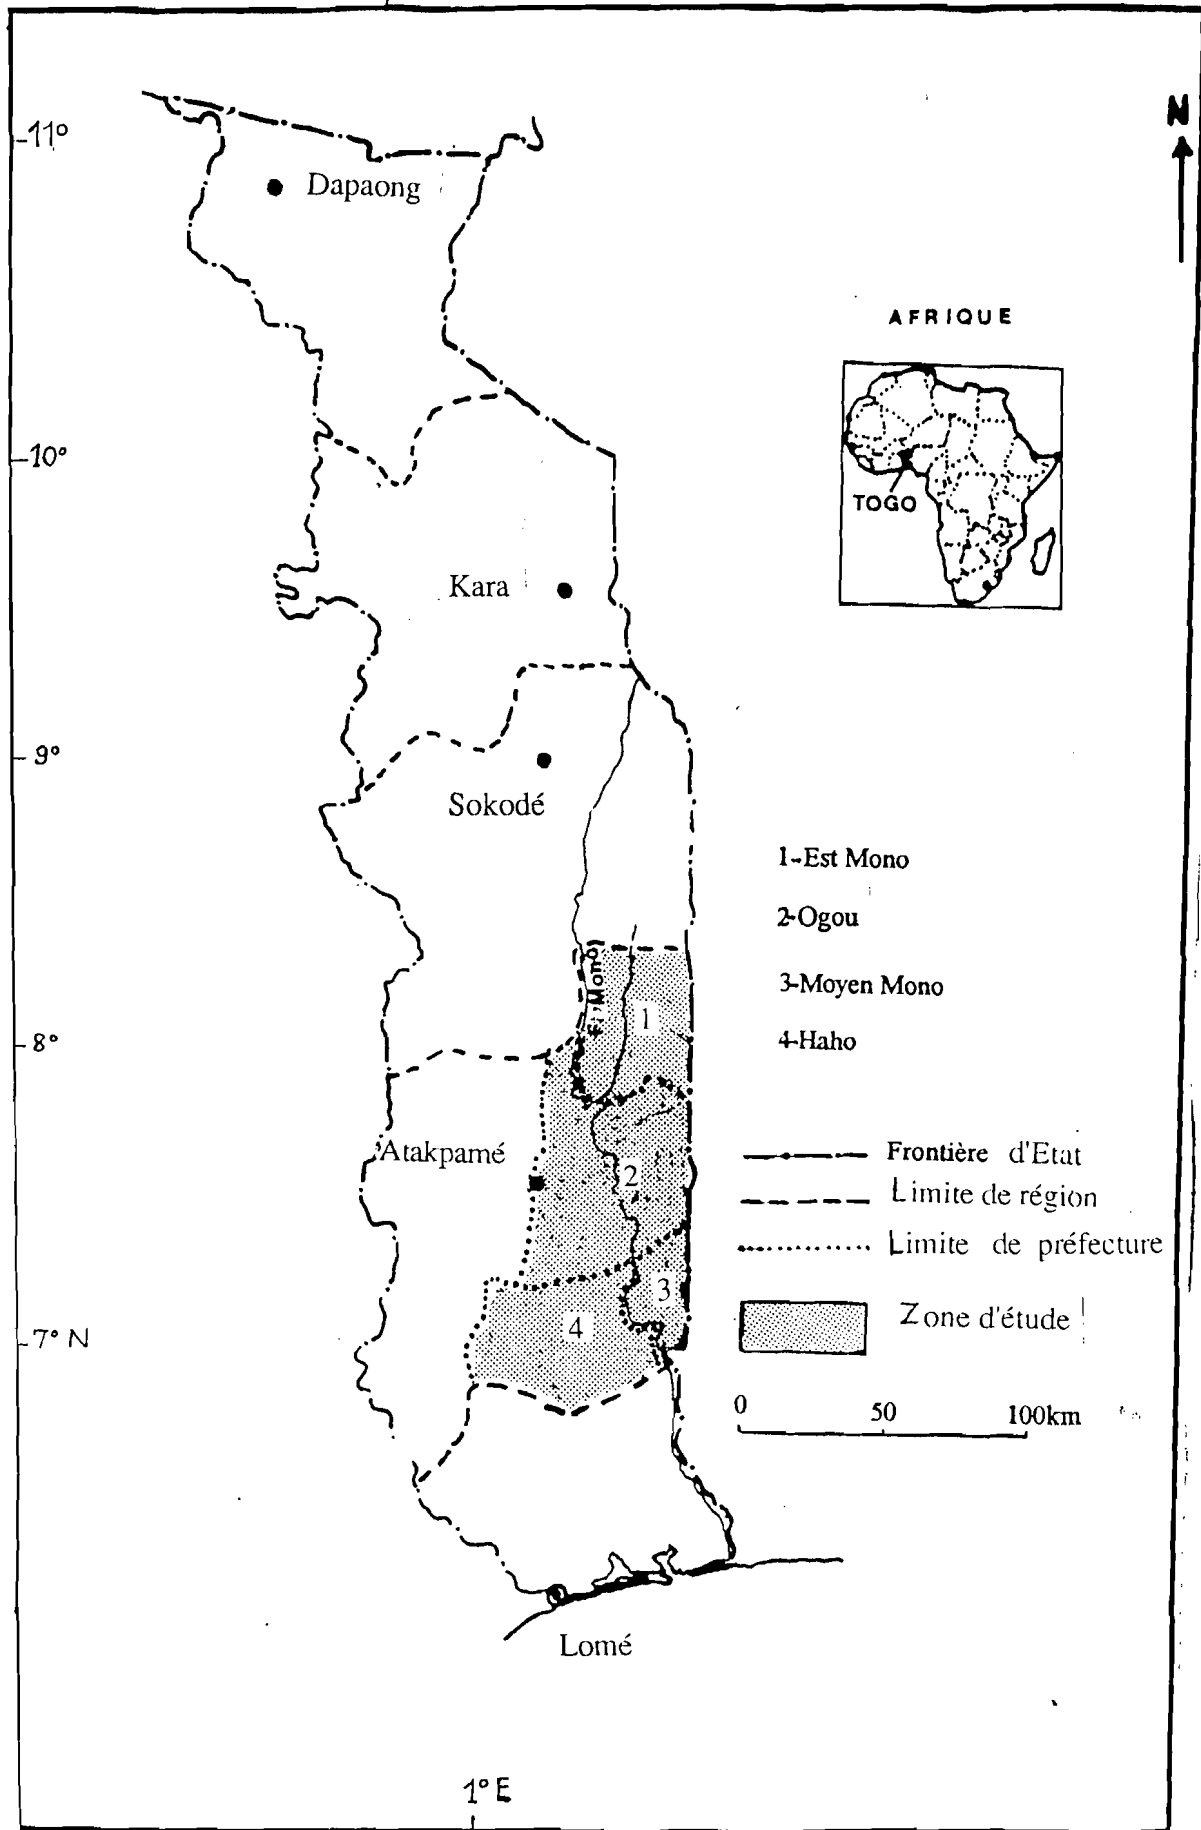 N
11°
Dapaong
AFRIQUE
TOGO
10°
Kara
9°
Sokodé
1-Est Mono
2-Ogou
3-Moyen Mono
4-Haho
F. Mono
1
8°
Atakpamé
2
Frontière d'Etat
Limite de région
Limite de préfecture
3
4
Zone d'étude
7° N
0 50 100km
Lomé
1° E